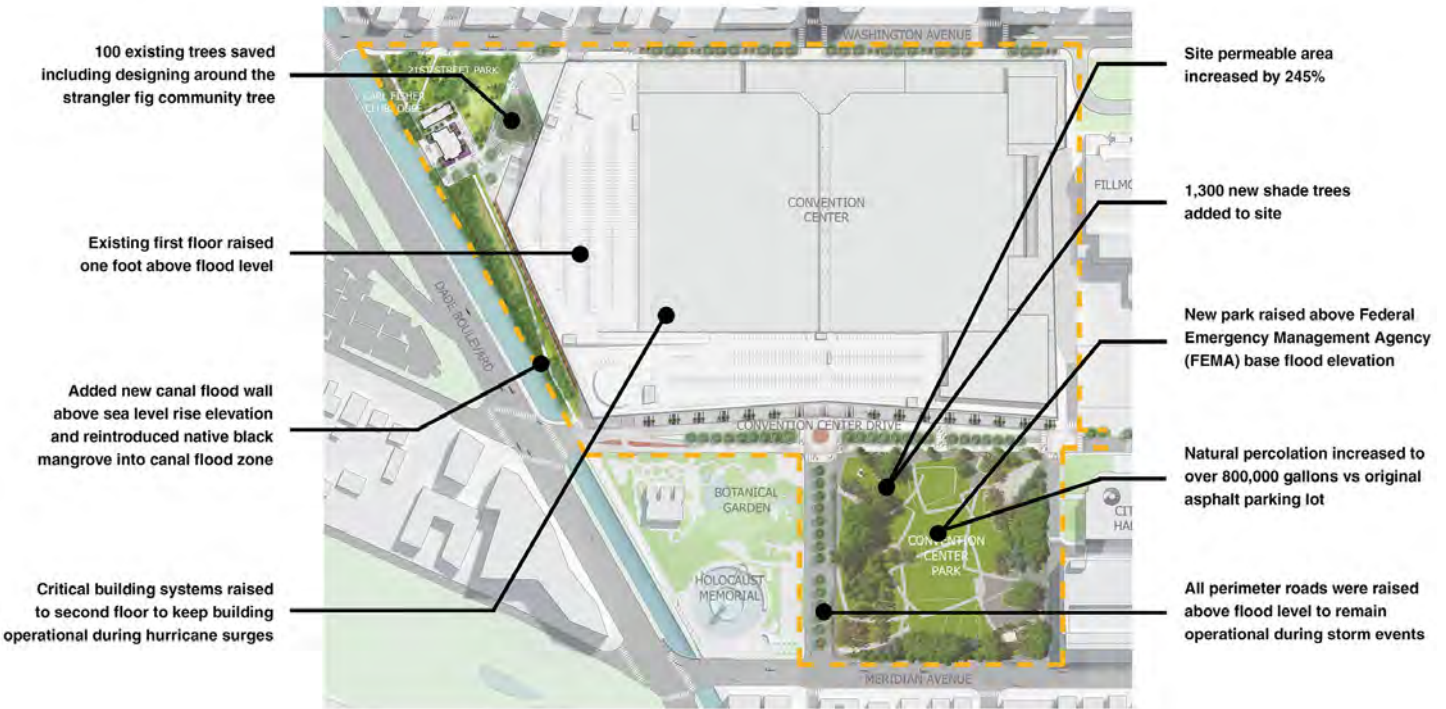 100 existing trees saved
including designing around the
strangler fig community tree
Existing first floor raised
one foot above flood level
Added new canal flood wall
above sea level rise elevation
and reintroduced native black
mangrove into canal flood zone
Critical building systems raised
to second floor to keep building
operational during hurricane surges
WASHINGTON AVENUE
21ST STREET PARK
CARL FISHER
CLUBHOUSE
CONVENTION
CENTER
FILLMO
DADE BOULEVARD
CONVENTION CENTER DRIVE
BOTANICAL
GARDEN
HOLOCAUST
MEMORIAL
CONVENTION
CENTER
PARK
CIT
HAL
MERIDIAN AVENUE
Site permeable area
increased by 245%
1,300 new shade trees
added to site
New park raised above Federal
Emergency Management Agency
(FEMA) base flood elevation
Natural percolation increased to
over 800,000 gallons vs original
asphalt parking lot
All perimeter roads were raised
above flood level to remain
operational during storm events